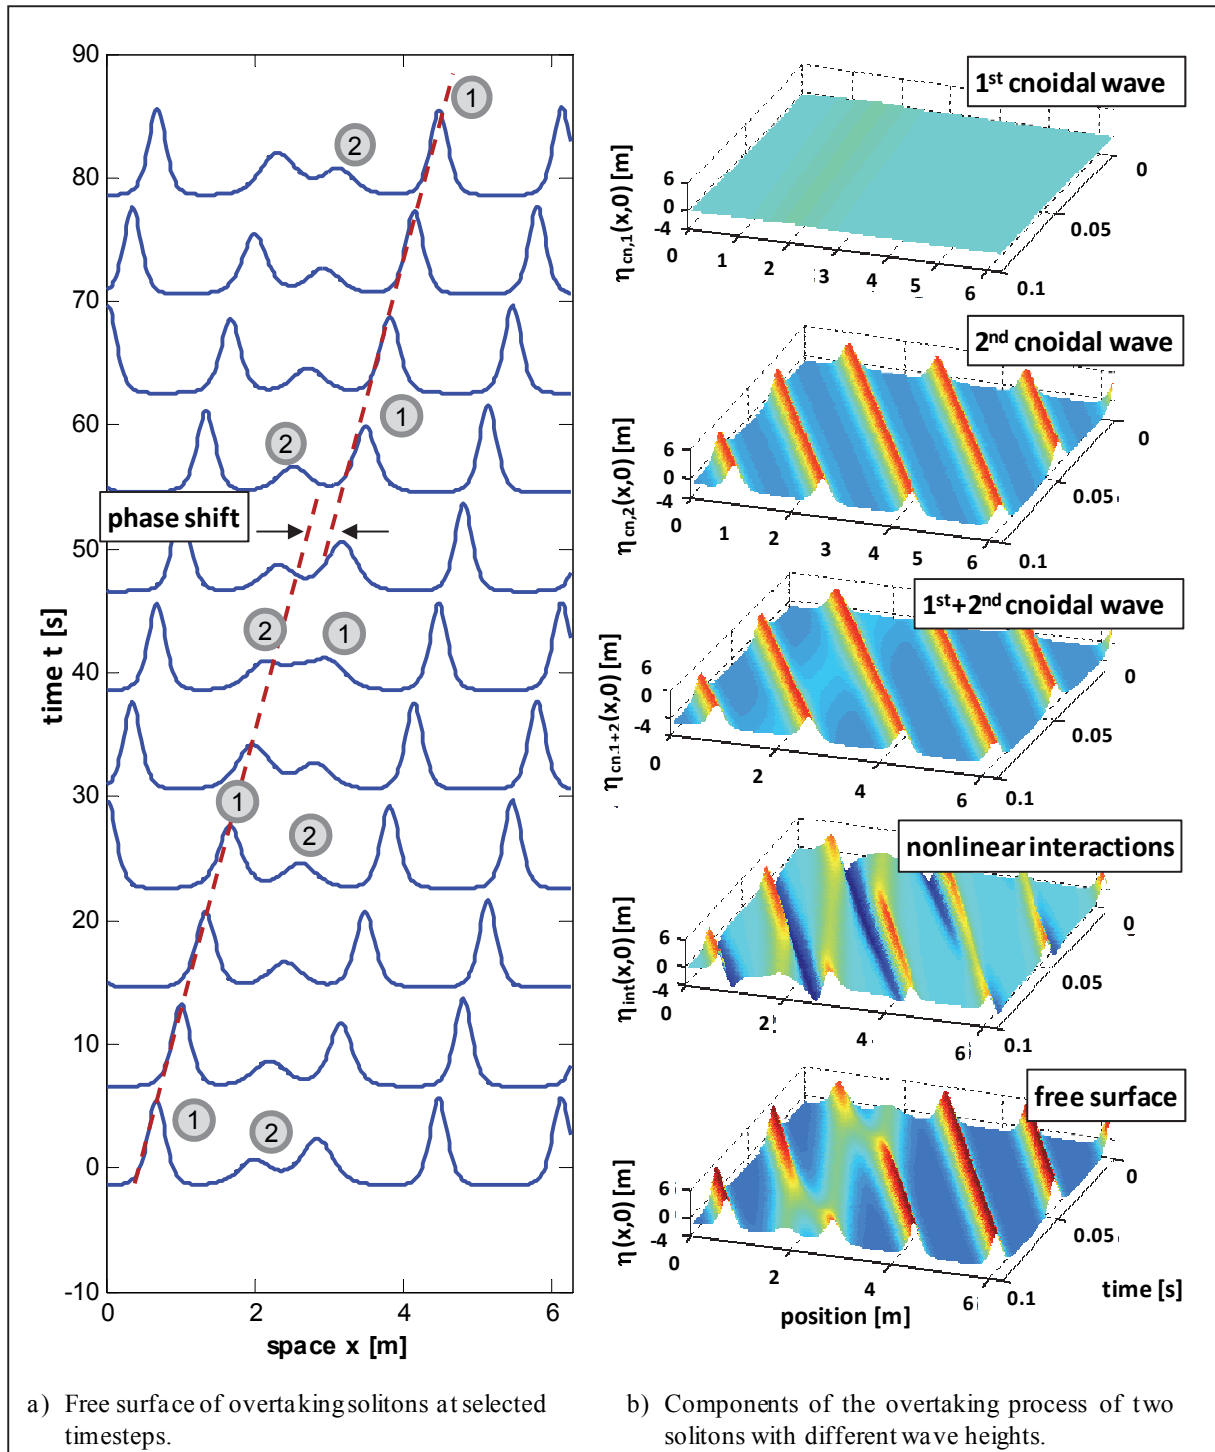 90
80
70
60
50
40
30
20
10
0
-10
time t [s]
0 2 4 6
space x [m]
1
2
1
2
phase shift
2
1
1
2
1
2
a) Free surface of overtaking solitons at selected
timesteps.
1st cnoidal wave
η cn,1(x,0) [m]
6
0
-4
0 1 2 3 4 5 6
0.1
0.05
0
2nd cnoidal wave
η cn,2(x,0) [m]
6
0
-4
0 1 2 3 4 5 6
0.1
0.05
0
1st+2nd cnoidal wave
η cn.1+2(x,0) [m]
6
0
-4
0 2 4 6
0.1
0.05
0
nonlinear interactions
η int(x,0) [m]
6
0
-4
0 2 4 6
0.1
0.05
0
free surface
η (x,0) [m]
6
0
-4
0 2 4 6
0.1
0.05
0
position [m]
time [s]
b) Components of the overtaking process of two
solitons with different wave heights.